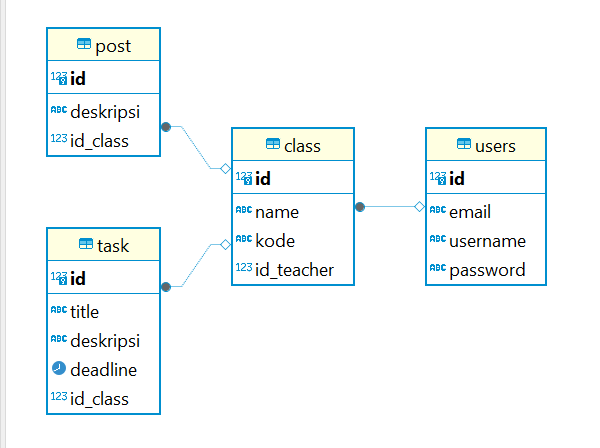 post
123 id
ABC deskripsi
123 id_class
class
123 id
ABC name
ABC kode
123 id_teacher
users
123 id
ABC email
ABC username
ABC password
task
123 id
ABC title
ABC deskripsi
deadline
123 id_class